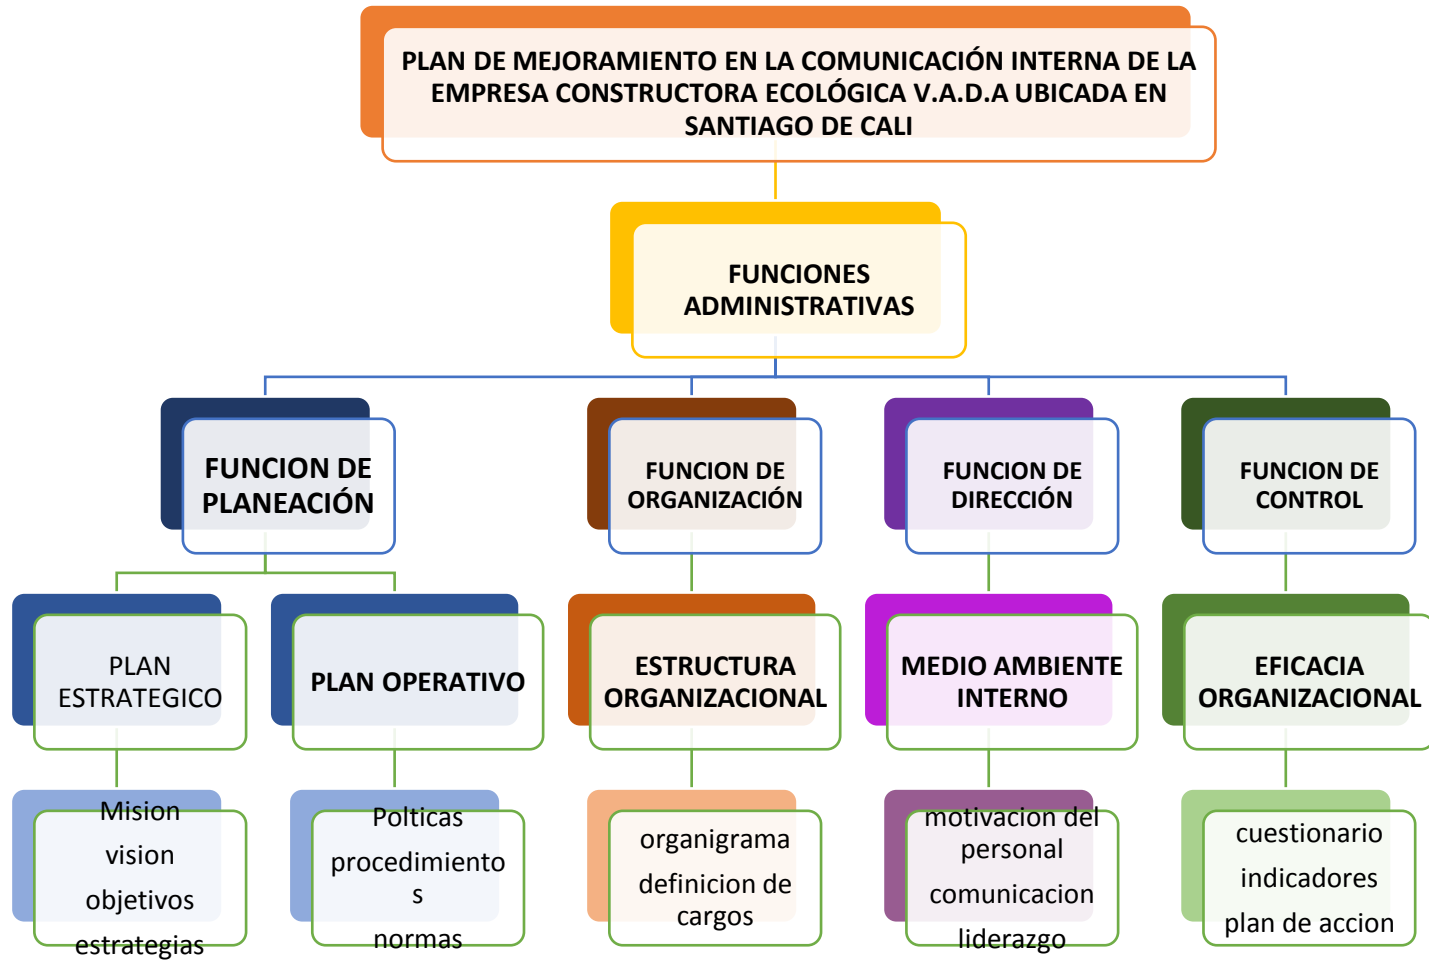 PLAN DE MEJORAMIENTO EN LA COMUNICACIÓN INTERNA DE LA
EMPRESA CONSTRUCTORA ECOLÓGICA V.A.D.A UBICADA EN
SANTIAGO DE CALI
FUNCIONES
ADMINISTRATIVAS
FUNCION DE
PLANEACIÓN
FUNCION DE
ORGANIZACIÓN
FUNCION DE
DIRECCIÓN
FUNCION DE
CONTROL
PLAN
ESTRATEGICO
PLAN OPERATIVO
ESTRUCTURA
ORGANIZACIONAL
MEDIO AMBIENTE
INTERNO
EFICACIA
ORGANIZACIONAL
Mision
vision
objetivos
estrategias
Polticas
procedimiento
s
normas
organigrama
definicion de
cargos
motivacion del
personal
comunicacion
liderazgo
cuestionario
indicadores
plan de accion